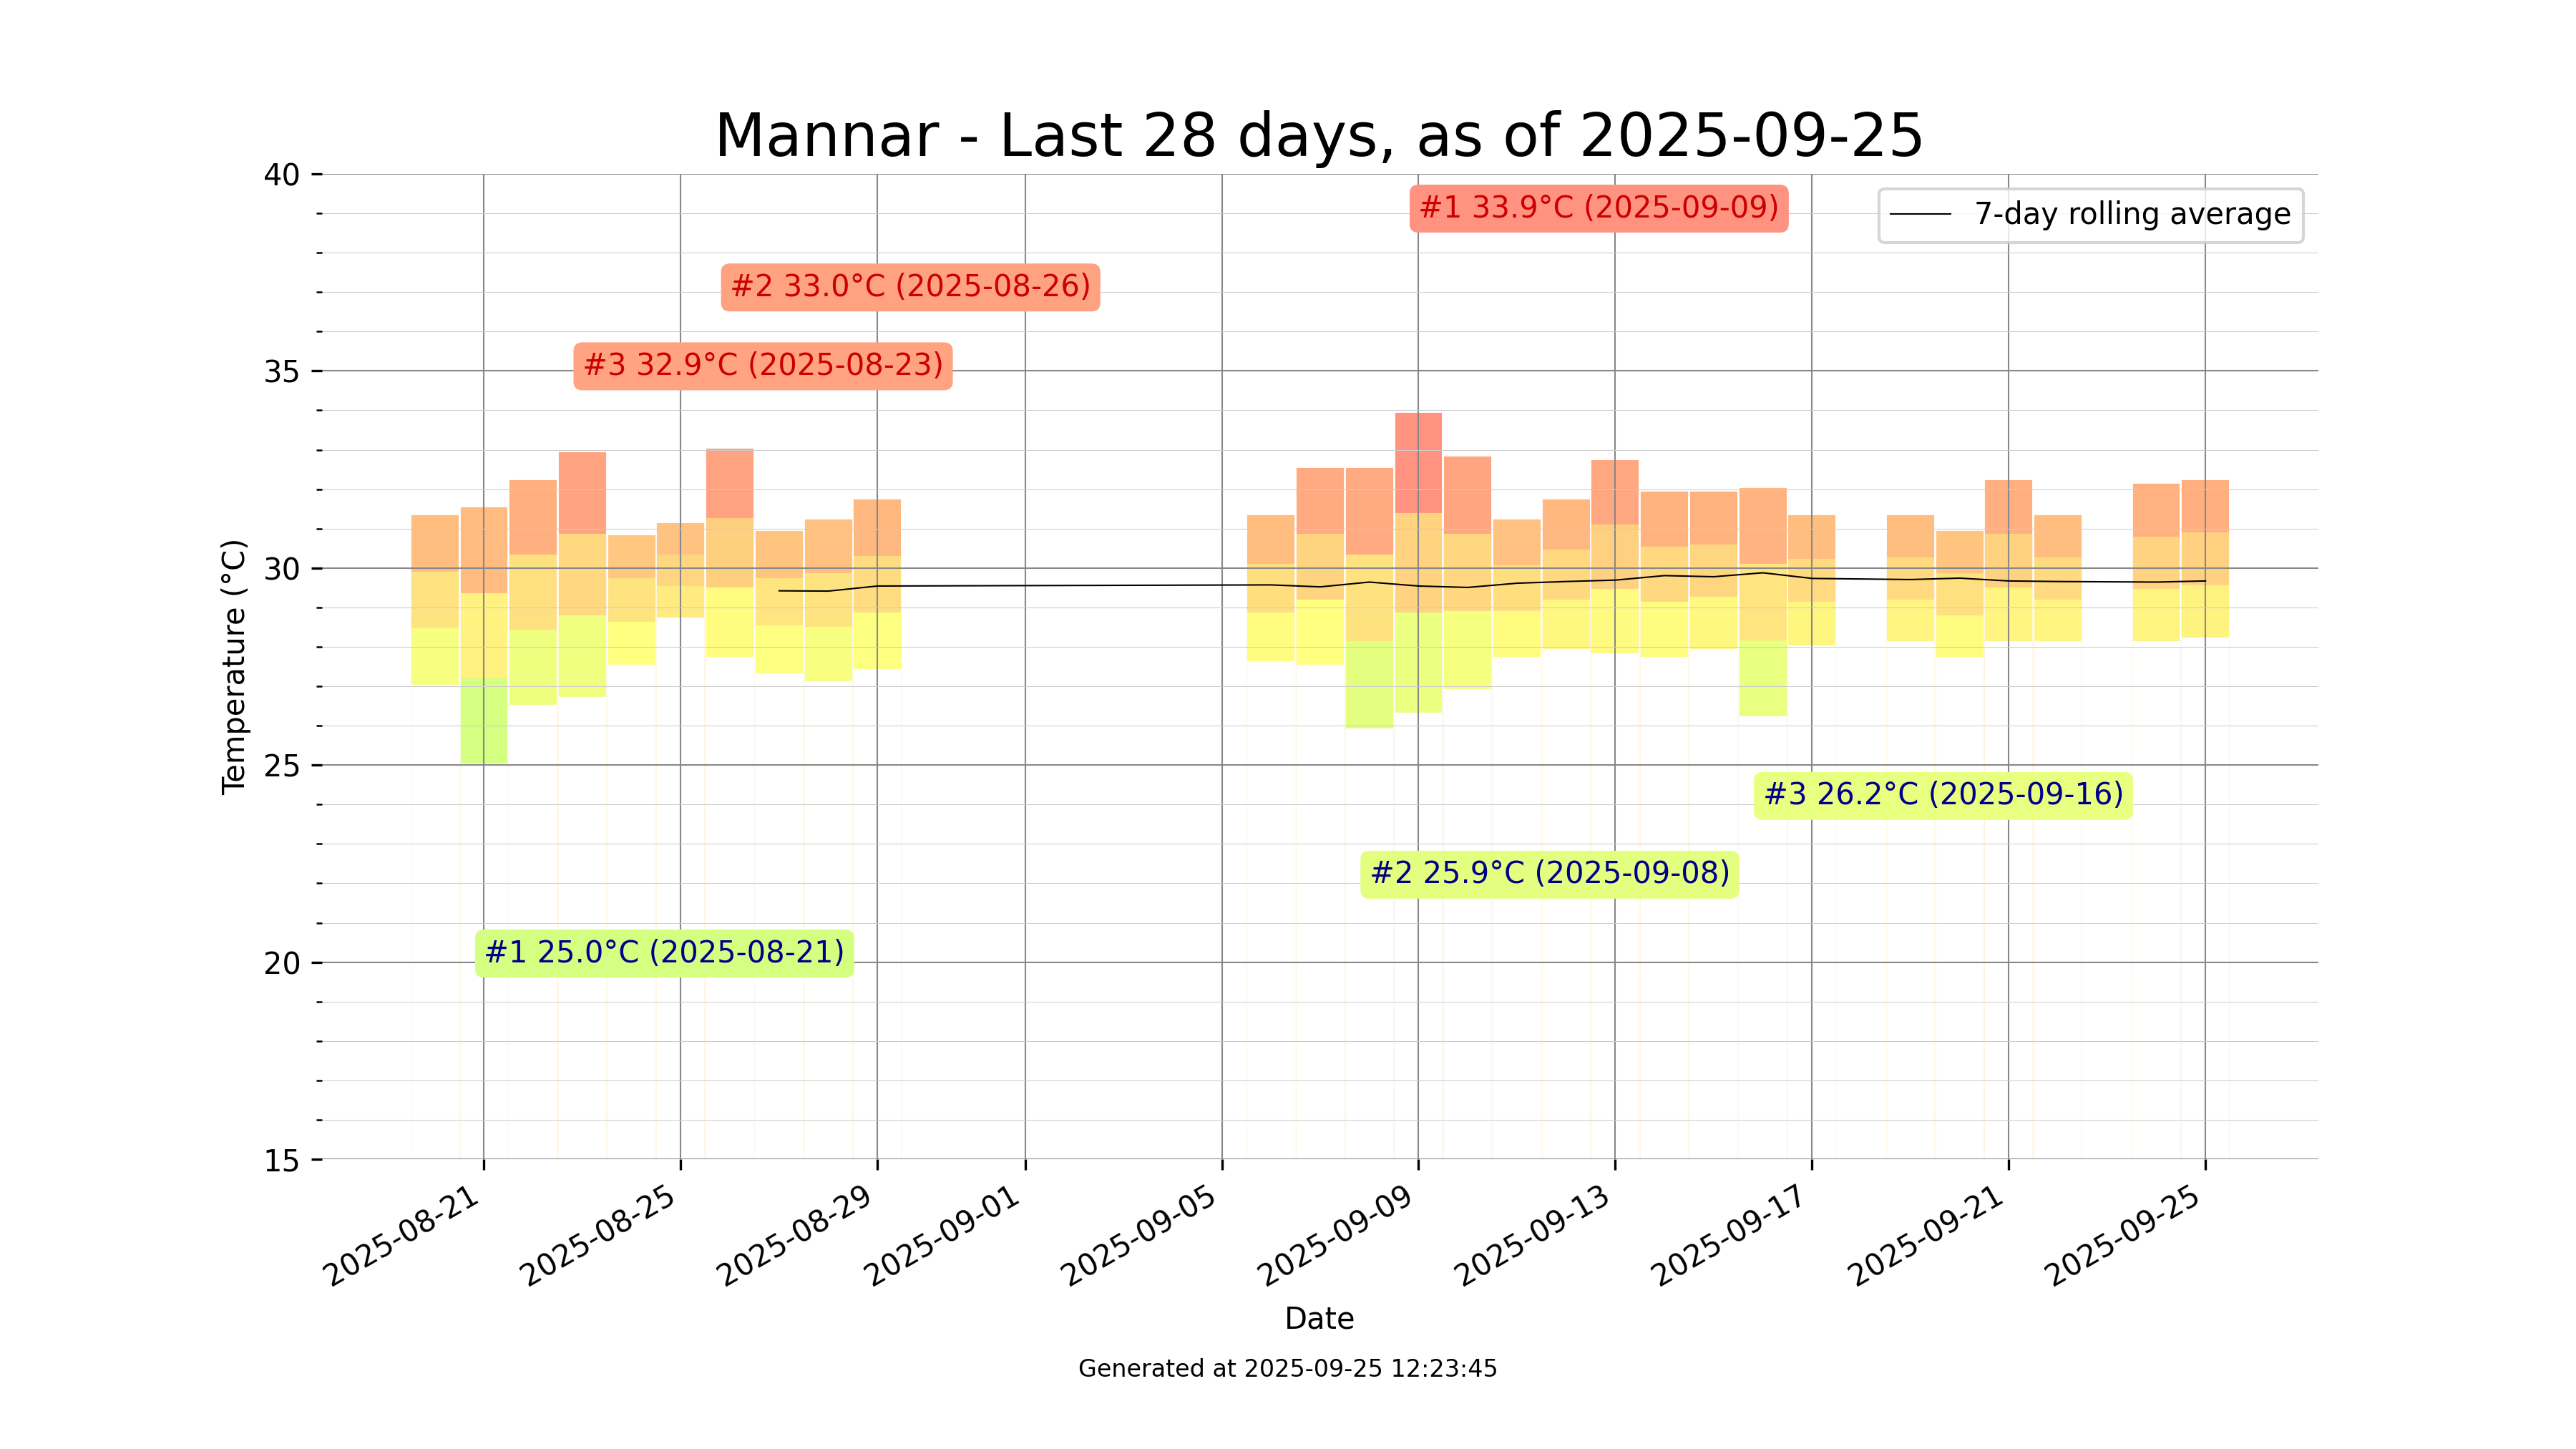 Mannar - Last 28 days, as of 2025-09-25
40
35
30
25
20
15
Temperature (°C)
7-day rolling average
#1 33.9°C (2025-09-09)
#2 33.0°C (2025-08-26)
#3 32.9°C (2025-08-23)
#3 26.2°C (2025-09-16)
#2 25.9°C (2025-09-08)
#1 25.0°C (2025-08-21)
2025-08-21
2025-08-25
2025-08-29
2025-09-01
2025-09-05
2025-09-09
2025-09-13
2025-09-17
2025-09-21
2025-09-25
Date
Generated at 2025-09-25 12:23:45